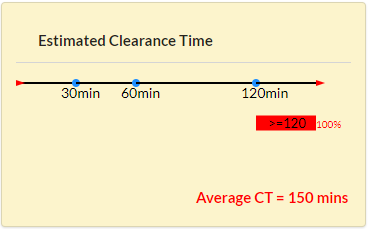 Estimated Clearance Time
30min 60min 120min
>=120 100%
Average CT = 150 mins